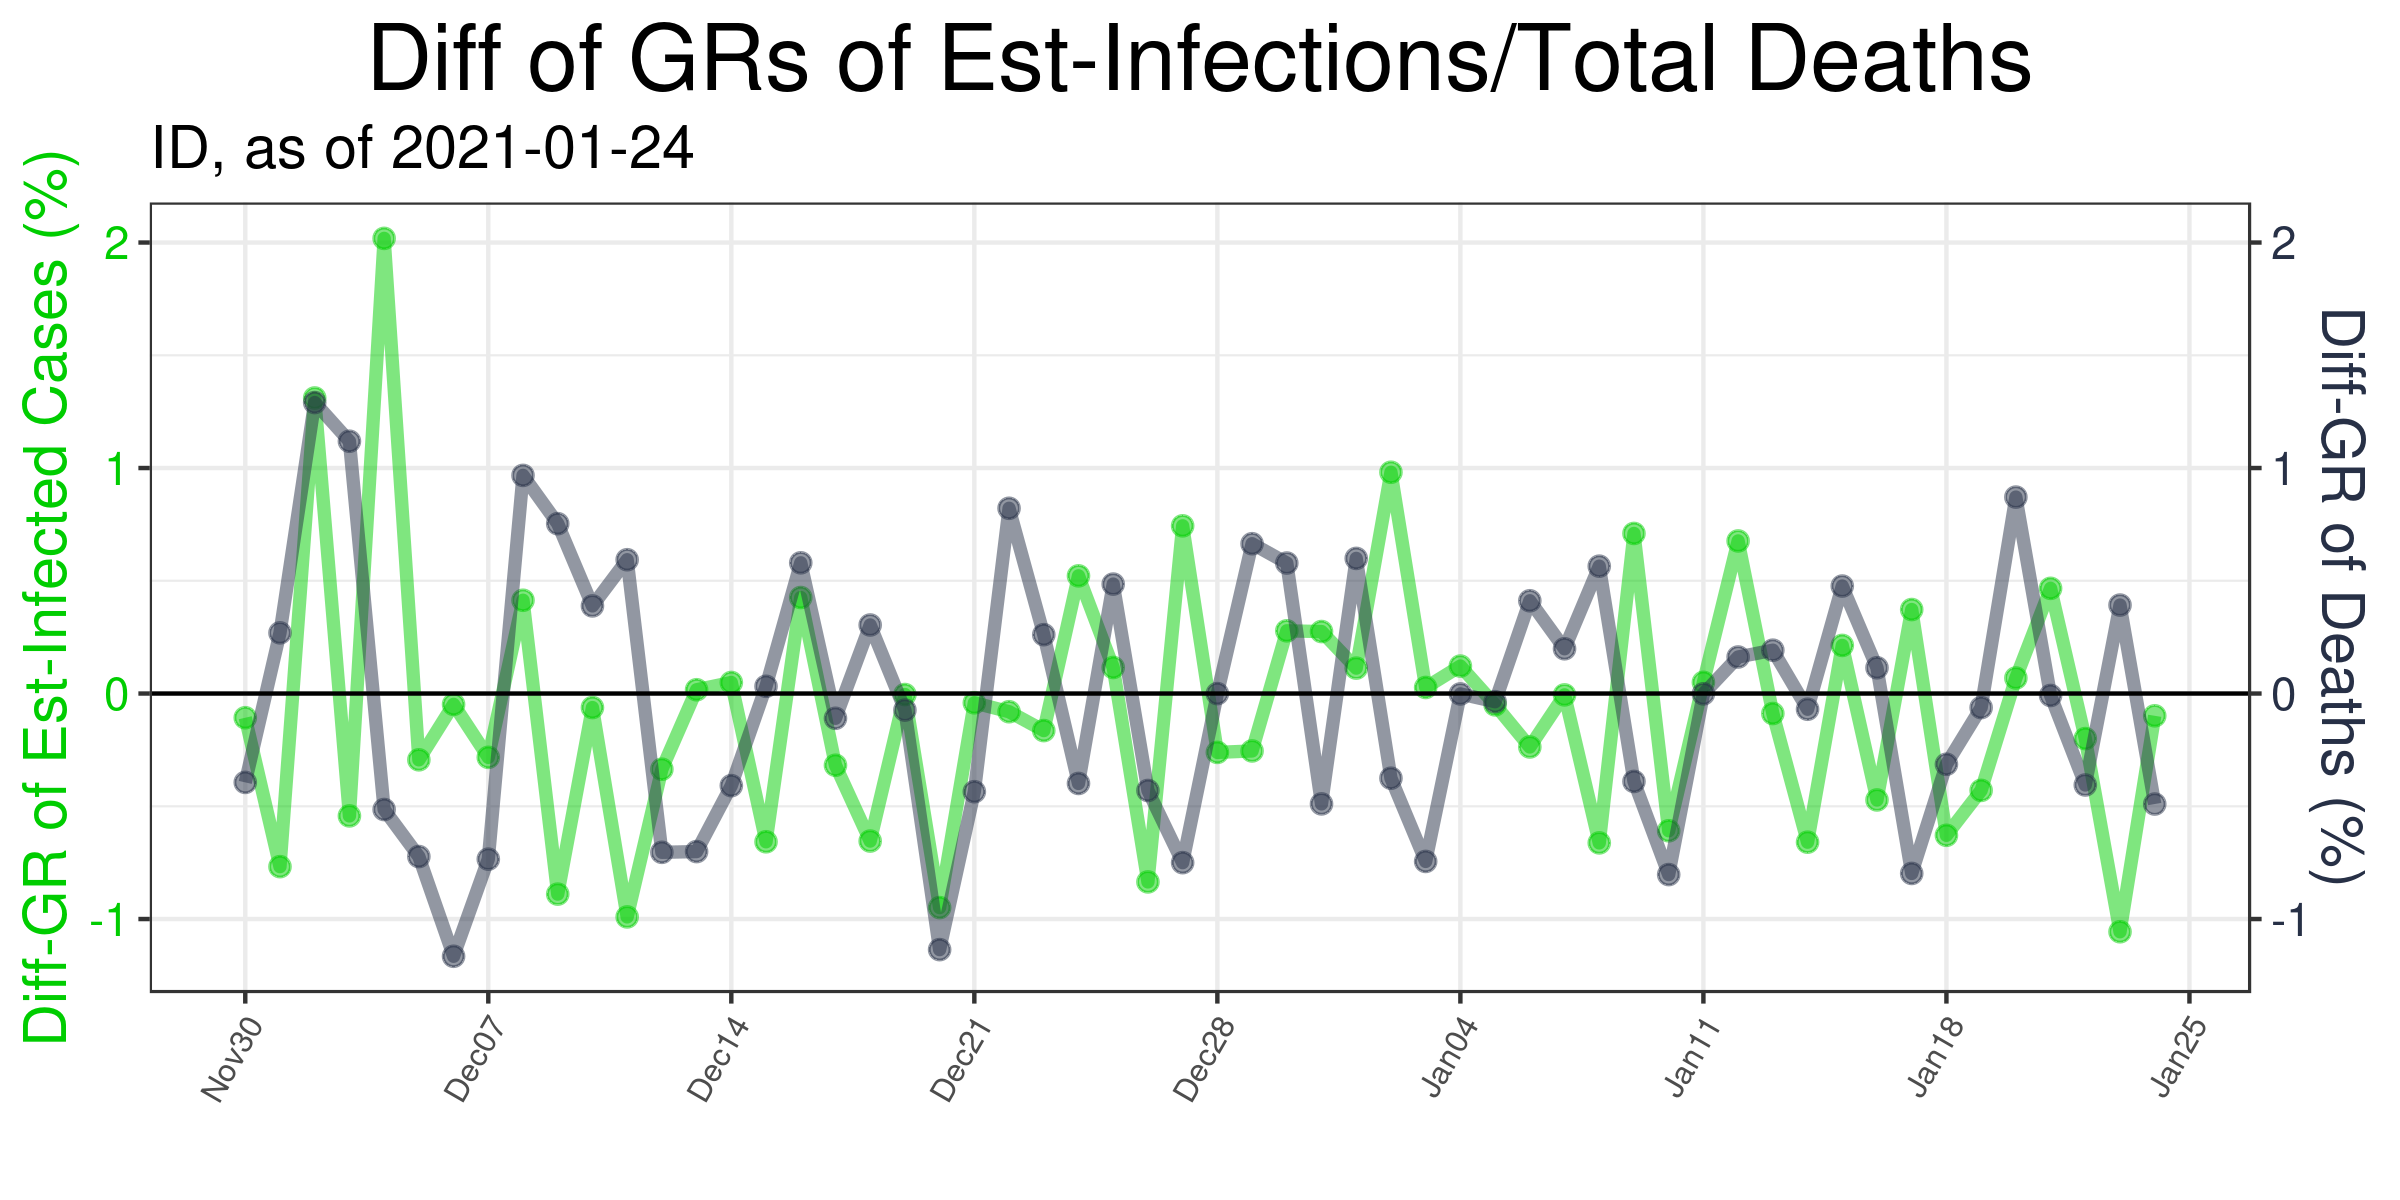 Diff of GRs of Est-Infections/Total Deaths
ID, as of 2021-01-24
Diff-GR of Est-Infected Cases (%)
2
1
0
-1
2
1
0
-1
Diff-GR of Deaths (%)
Nov30
Dec07
Dec14
Dec21
Dec28
Jan04
Jan11
Jan18
Jan25